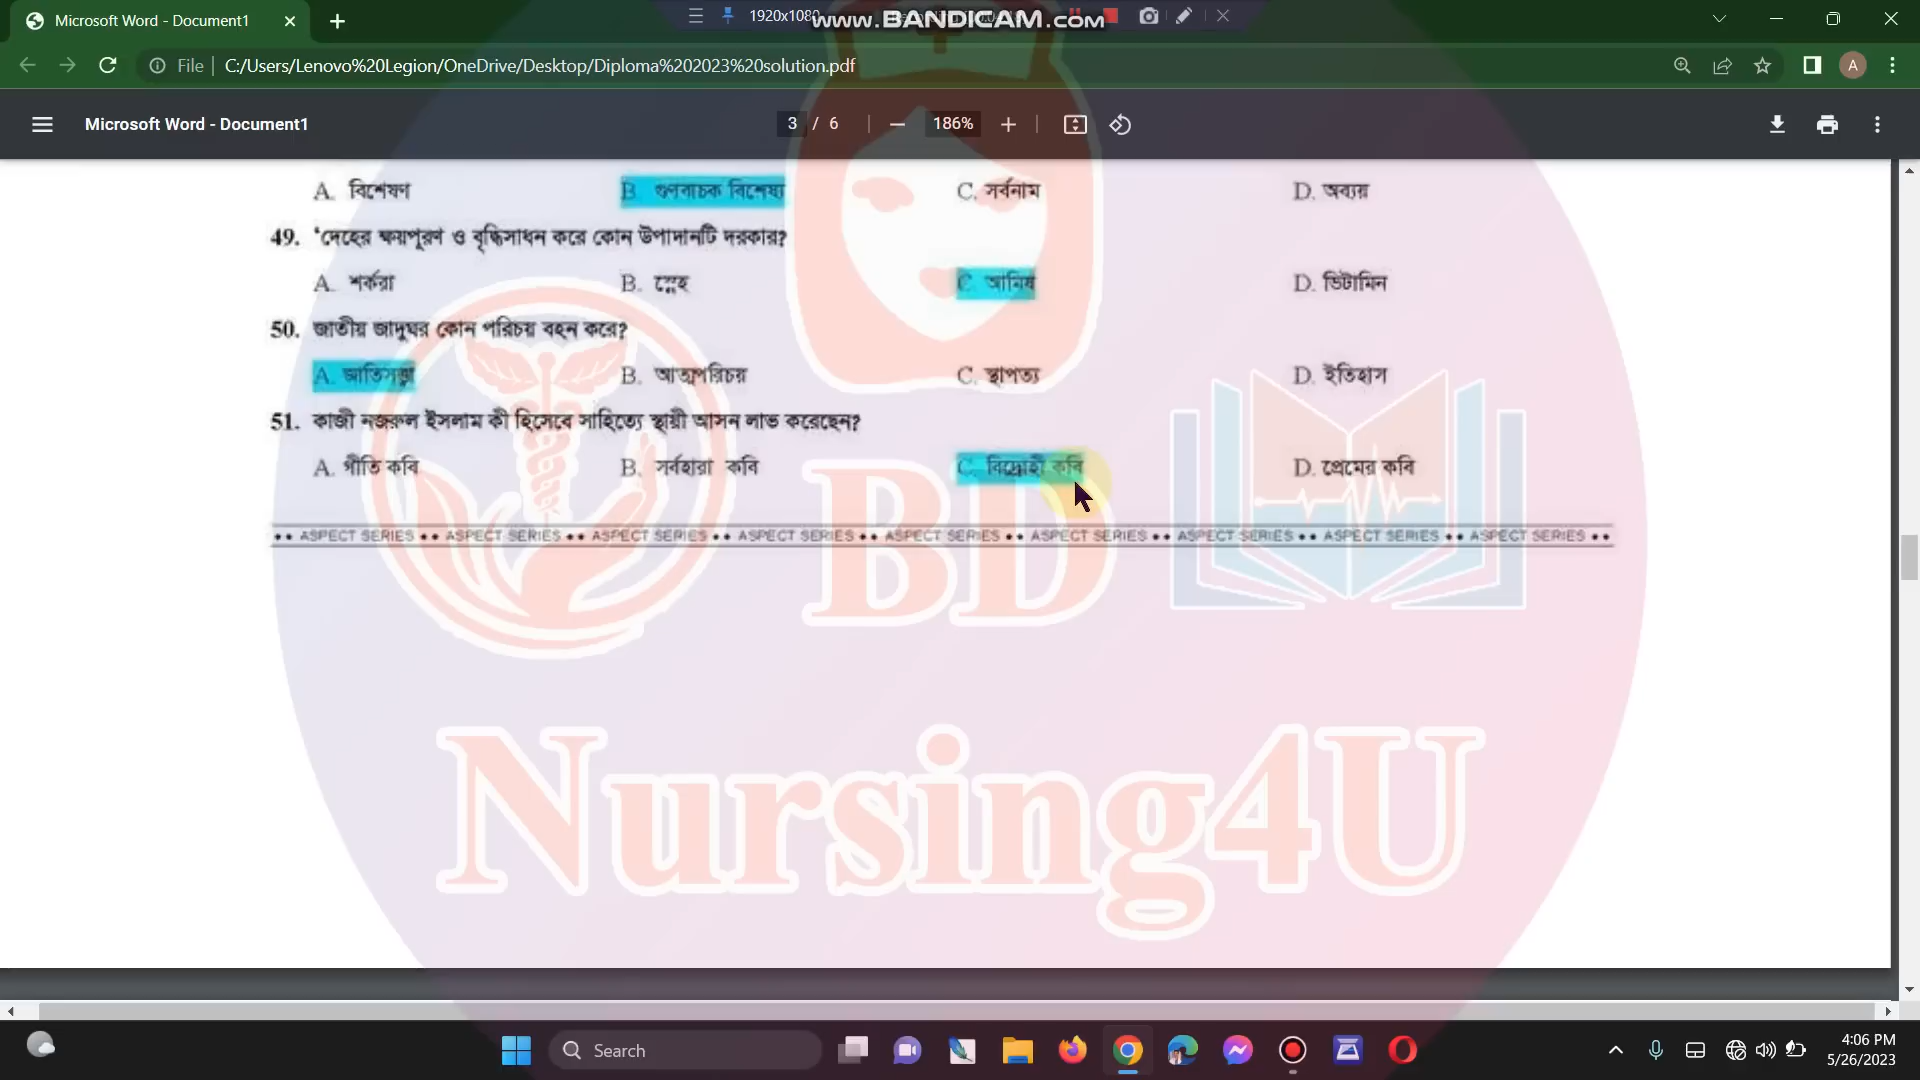 Microsoft Word - Document1
1920x1080
www.BANDICAM.com
File
C:/Users/Lenovo%20Legion/OneDrive/Desktop/Diploma%202023%20solution.pdf
A
Microsoft Word - Document1
3 / 6
186%
A. বিশেষণ B. গুণবাচক বিশেষ্য C. সর্বনাম D. অব্যয়
49. ‘দেহের ক্ষয়পূরণ ও বৃদ্ধিসাধন করে কোন উপাদানটি দরকার?
A. শর্করা B. স্নেহ C. আমিষ D. ভিটামিন
50. জাতীয় জাদুঘর কোন পরিচয় বহন করে?
A. জাতিসত্ত্বা B. আত্মপরিচয় C. স্থাপত্য D. ইতিহাস
51. কাজী নজরুল ইসলাম কী হিসেবে সাহিত্যে স্থায়ী আসন লাভ করেছেন?
A. গীতি কবি B. সর্বহারা কবি C. বিদ্রোহী কবি D. প্রেমের কবি
•• ASPECT SERIES •• ASPECT SERIES •• ASPECT SERIES •• ASPECT SERIES •• ASPECT SERIES •• ASPECT SERIES •• ASPECT SERIES •• ASPECT SERIES •• ASPECT SERIES ••
BD
Nursing4U
Search
4:06 PM
5/26/2023